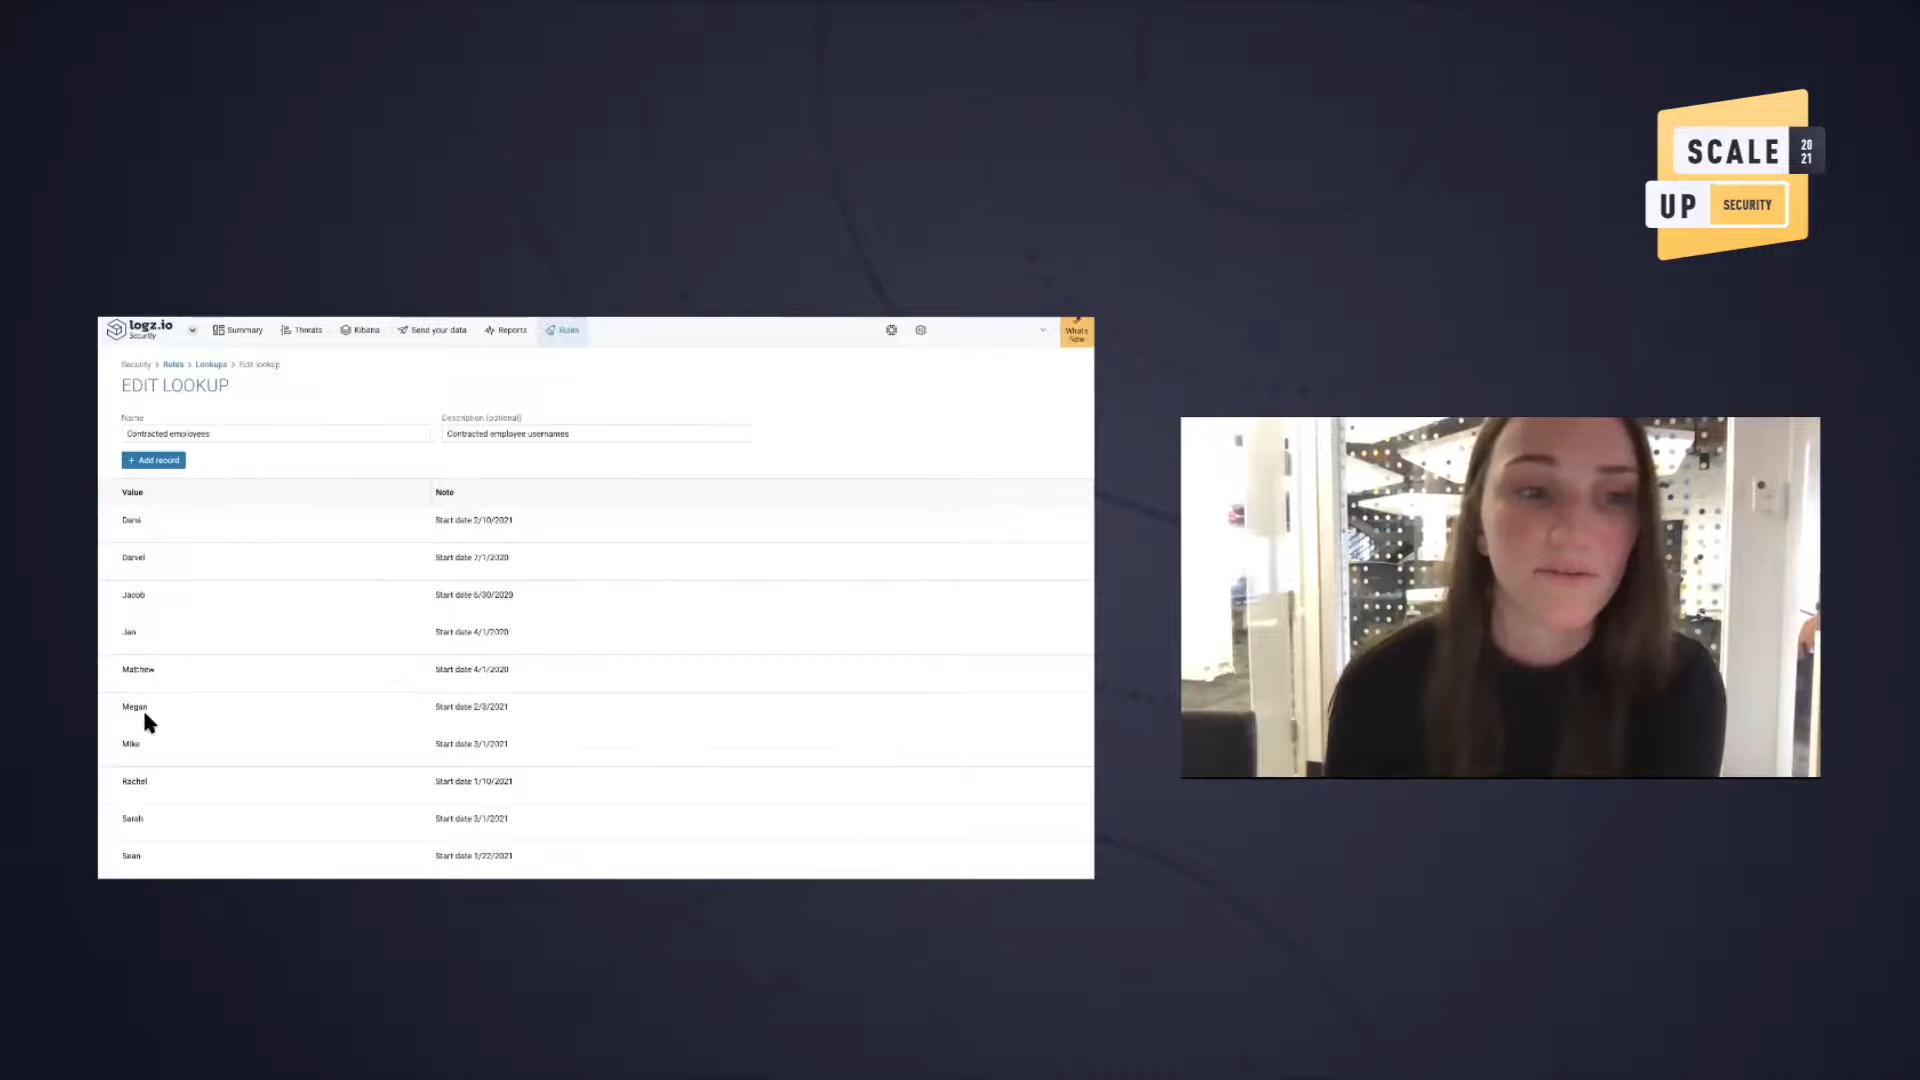 SCALE 20 21
UP SECURITY
logz.io
Security
Summary Threats Kibana Send your data Reports Rules What's New
Security > Rules > Lookups > Edit lookup
EDIT LOOKUP
Name Description (optional)
Contracted employees Contracted employee usernames
+ Add record
Value Note
Dana Start date 2/10/2021
Daniel Start date 7/1/2020
Jacob Start date 6/30/2020
Jan Start date 4/1/2020
Matthew Start date 4/1/2020
Megan Start date 2/3/2021
Mike Start date 3/1/2021
Rachel Start date 1/10/2021
Sarah Start date 3/1/2021
Sean Start date 1/22/2021